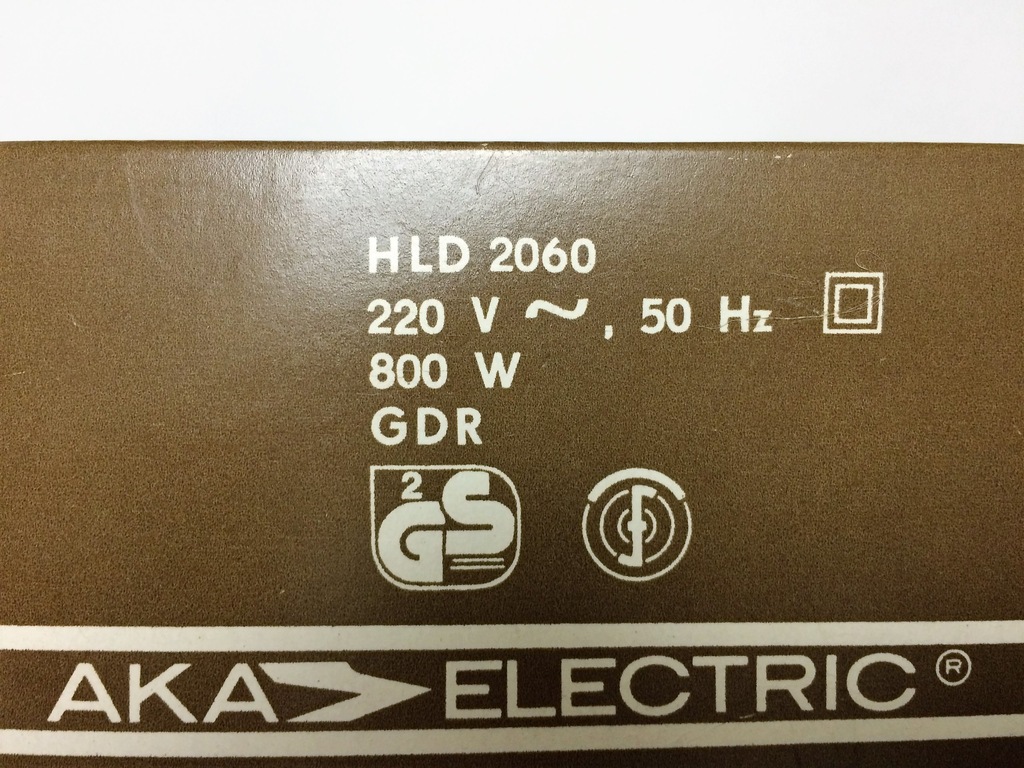 HLD 2060
220 V ~, 50 Hz
800 W
GDR
2 GS
AKA ELECTRIC ®